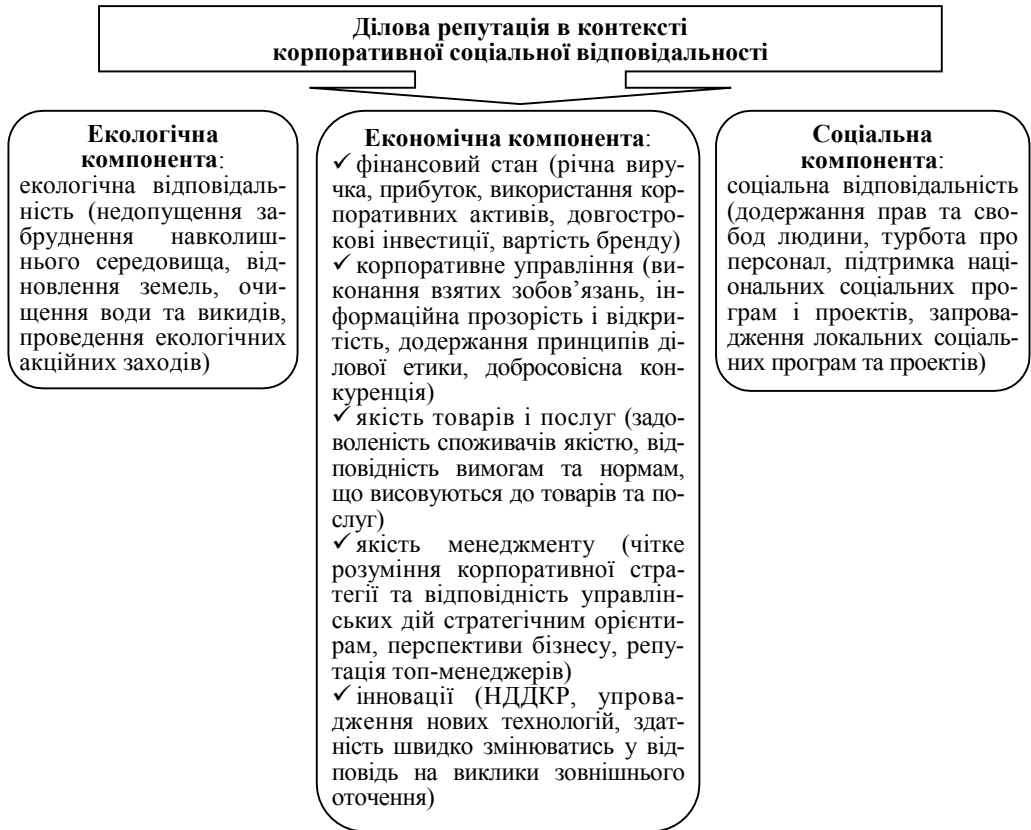 Ділова репутація в контексті
корпоративної соціальної відповідальності
Екологічна
компонента:
екологічна відповідаль-
ність (недопущення за-
бруднення навколиш-
нього середовища, від-
новлення земель, очи-
щення води та викидів,
проведення екологічних
акційних заходів)
Економічна компонента:
✓ фінансовий стан (річна виру-
чка, прибуток, використання кор-
поративних активів, довгостро-
кові інвестиції, вартість бренду)
✓ корпоративне управління (ви-
конання взятих зобов’язань, ін-
формаційна прозорість і відкри-
тість, додержання принципів ді-
лової етики, добросовісна кон-
куренція)
✓ якість товарів і послуг (задо-
воленість споживачів якістю, від-
повідність вимогам та нормам,
що висовуються до товарів та по-
слуг)
✓ якість менеджменту (чітке
розуміння корпоративної стра-
тегії та відповідність управлін-
ських дій стратегічним орієнти-
рам, перспективи бізнесу, репу-
тація топ-менеджерів)
✓ інновації (НДДКР, упрова-
дження нових технологій, здат-
ність швидко змінюватись у від-
повідь на виклики зовнішнього
оточення)
Соціальна
компонента:
соціальна відповідальність
(додержання прав та сво-
бод людини, турбота про
персонал, підтримка наці-
ональних соціальних про-
грам і проектів, запрова-
дження локальних соціаль-
них програм та проектів)